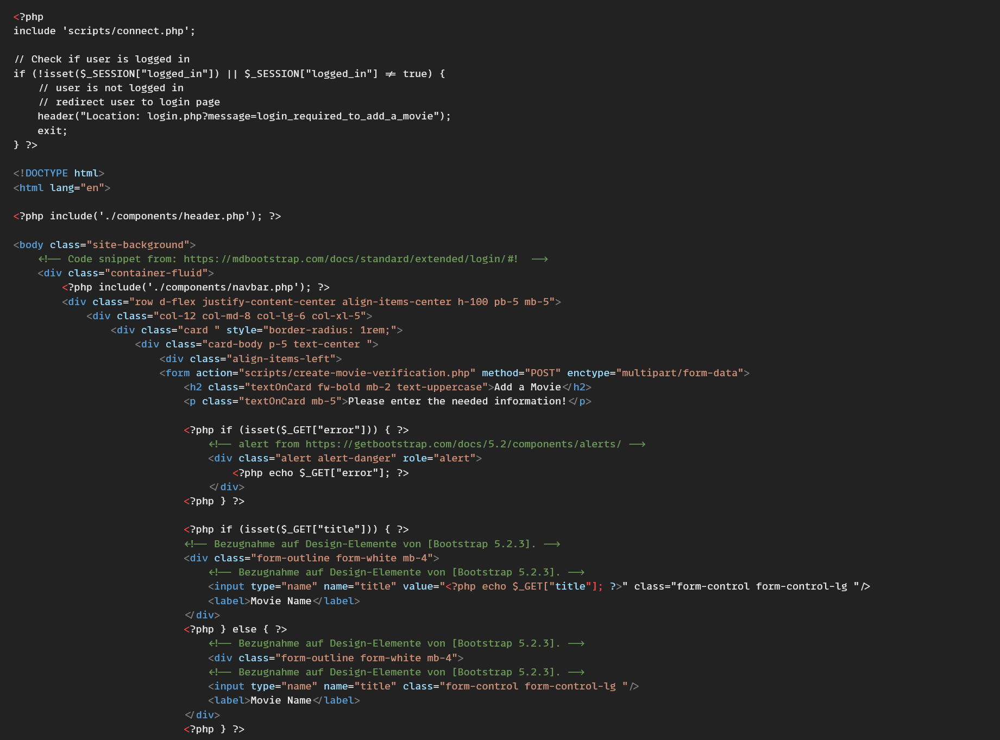 <?php
include 'scripts/connect.php';
// Check if user is logged in
if (!isset($_SESSION["logged_in"]) || $_SESSION["logged_in"] != true) {
    // user is not logged in
    // redirect user to login page
    header("Location: login.php?message=login_required_to_add_a_movie");
    exit;
} ?>
<!DOCTYPE html>
<html lang="en">
<?php include('./components/header.php'); ?>
<body class="site-background">
    <!-- Code snippet from: https://mdbootstrap.com/docs/standard/extended/login/#!  -->
    <div class="container-fluid">
        <?php include('./components/navbar.php'); ?>
        <div class="row d-flex justify-content-center align-items-center h-100 pb-5 mb-5">
            <div class="col-12 col-md-8 col-lg-6 col-xl-5">
                <div class="card " style="border-radius: 1rem;">
                    <div class="card-body p-5 text-center ">
                        <div class="align-items-left">
                        <form action="scripts/create-movie-verification.php" method="POST" enctype="multipart/form-data">
                            <h2 class="textOnCard fw-bold mb-2 text-uppercase">Add a Movie</h2>
                            <p class="textOnCard mb-5">Please enter the needed information!</p>
                            <?php if (isset($_GET["error"])) { ?>
                                <!-- alert from https://getbootstrap.com/docs/5.2/components/alerts/ -->
                                <div class="alert alert-danger" role="alert">
                                    <?php echo $_GET["error"]; ?>
                                </div>
                            <?php } ?>
                            <?php if (isset($_GET["title"])) { ?>
                            <!-- Bezugnahme auf Design-Elemente von [Bootstrap 5.2.3]. -->
                            <div class="form-outline form-white mb-4">
                                <!-- Bezugnahme auf Design-Elemente von [Bootstrap 5.2.3]. -->
                                <input type="name" name="title" value="<?php echo $_GET["title"]; ?>" class="form-control form-control-lg "/>
                                <label>Movie Name</label>
                            </div>
                            <?php } else { ?>
                                <!-- Bezugnahme auf Design-Elemente von [Bootstrap 5.2.3]. -->
                                <div class="form-outline form-white mb-4">
                                <!-- Bezugnahme auf Design-Elemente von [Bootstrap 5.2.3]. -->
                                <input type="name" name="title" class="form-control form-control-lg "/>
                                <label>Movie Name</label>
                            </div>
                            <?php } ?>